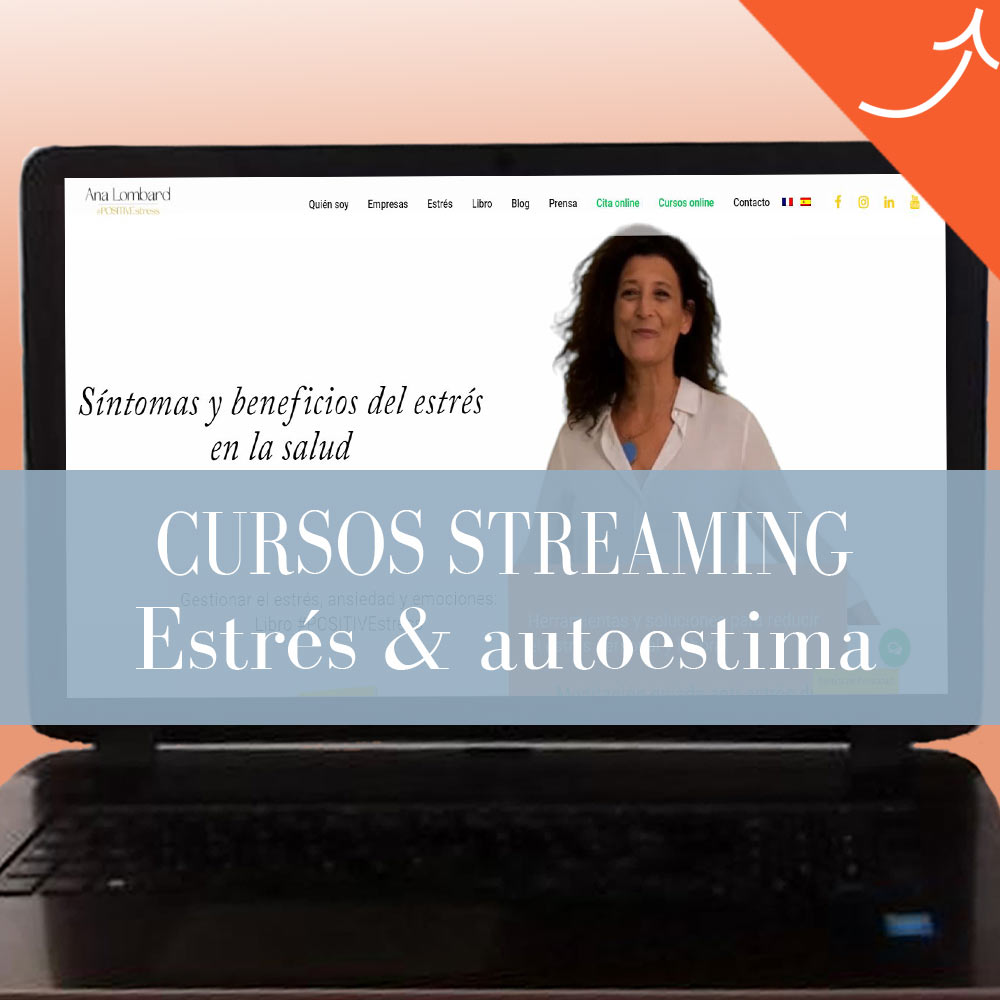 Ana Lombard
#POSITIVEstress
Quién soy Empresas Estrés Libro Blog Prensa Cita online Cursos online Contacto
Síntomas y beneficios del estrés
en la salud
CURSOS STREAMING
Gestionar el estrés, ansiedad y emociones.
Libro #POSITIVEstress
Herramientas y soluciones para reducir
Estrés & autoestima